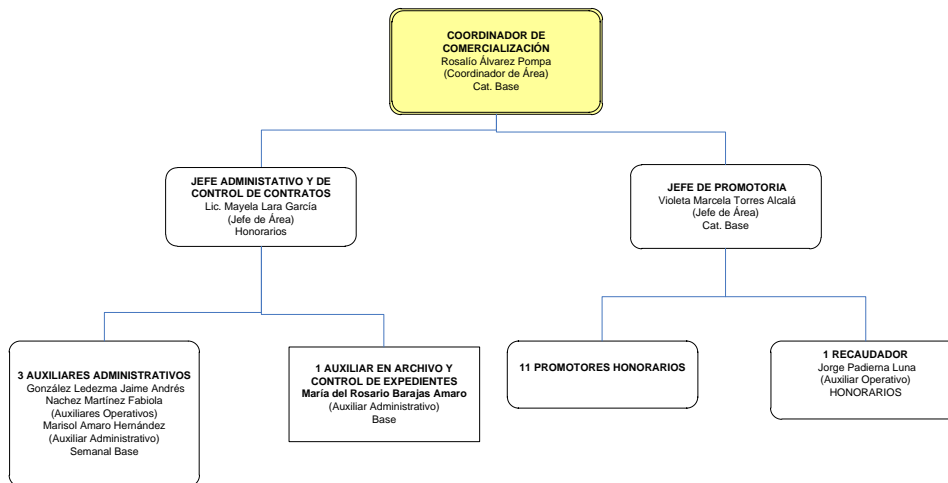 COORDINADOR DE
COMERCIALIZACIÓN
Rosalío Álvarez Pompa
(Coordinador de Área)
Cat. Base
JEFE ADMINISTATIVO Y DE
CONTROL DE CONTRATOS
Lic. Mayela Lara García
(Jefe de Área)
Honorarios
JEFE DE PROMOTORIA
Violeta Marcela Torres Alcalá
(Jefe de Área)
Cat. Base
3 AUXILIARES ADMINISTRATIVOS
González Ledezma Jaime Andrés
Nachez Martínez Fabiola
(Auxiliares Operativos)
Marisol Amaro Hernández
(Auxiliar Administrativo)
Semanal Base
1 AUXILIAR EN ARCHIVO Y
CONTROL DE EXPEDIENTES
María del Rosario Barajas Amaro
(Auxiliar Administrativo)
Base
11 PROMOTORES HONORARIOS
1 RECAUDADOR
Jorge Padierna Luna
(Auxiliar Operativo)
HONORARIOS